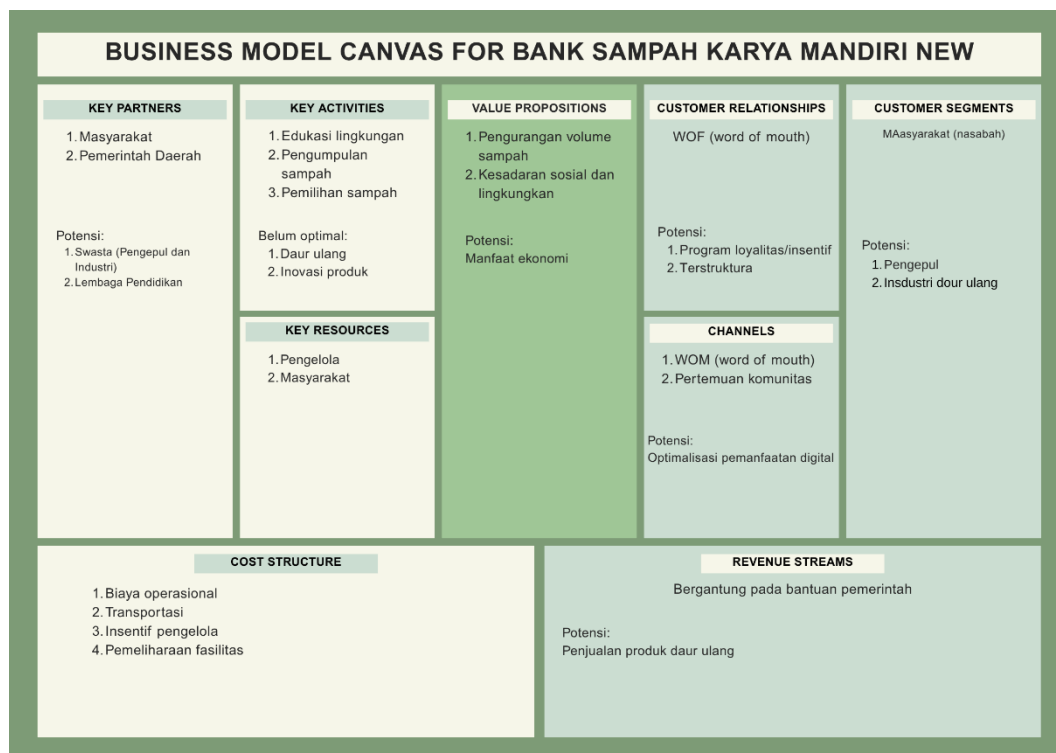 BUSINESS MODEL CANVAS FOR BANK SAMPAH KARYA MANDIRI NEW
KEY PARTNERS
1. Masyarakat
2. Pemerintah Daerah
Potensi:
1. Swasta (Pengepul dan
Industri)
2. Lembaga Pendidikan
KEY ACTIVITIES
1. Edukasi lingkungan
2. Pengumpulan
sampah
3. Pemilihan sampah
Belum optimal:
1. Daur ulang
2. Inovasi produk
KEY RESOURCES
1. Pengelola
2. Masyarakat
VALUE PROPOSITIONS
1. Pengurangan volume
sampah
2. Kesadaran sosial dan
lingkungkan
Potensi:
Manfaat ekonomi
CUSTOMER RELATIONSHIPS
WOF (word of mouth)
Potensi:
1. Program loyalitas/insentif
2. Terstruktura
CHANNELS
1. WOM (word of mouth)
2. Pertemuan komunitas
Potensi:
Optimalisasi pemanfaatan digital
CUSTOMER SEGMENTS
MAasyarakat (nasabah)
Potensi:
1. Pengepul
2. Insdustri dour ulang
COST STRUCTURE
1. Biaya operasional
2. Transportasi
3. Insentif pengelola
4. Pemeliharaan fasilitas
REVENUE STREAMS
Bergantung pada bantuan pemerintah
Potensi:
Penjualan produk daur ulang